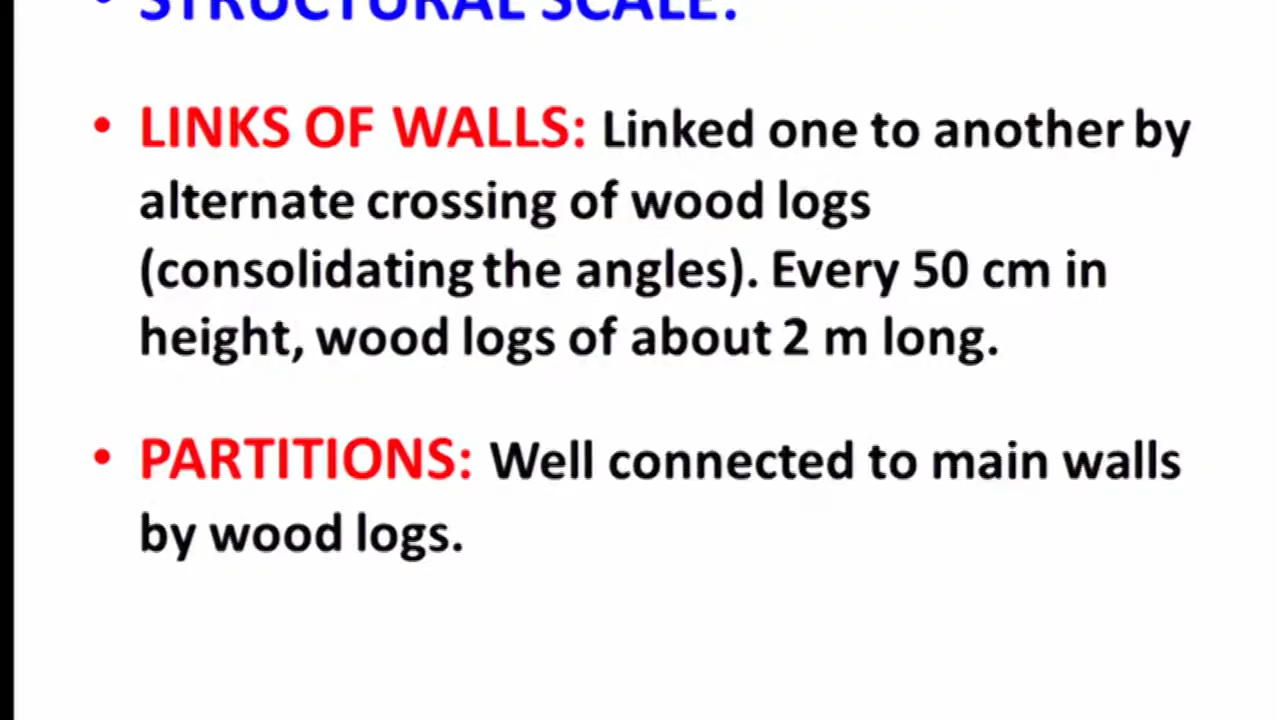 • STRUCTURAL SCALE:
• LINKS OF WALLS: Linked one to another by
alternate crossing of wood logs
(consolidating the angles). Every 50 cm in
height, wood logs of about 2 m long.
• PARTITIONS: Well connected to main walls
by wood logs.